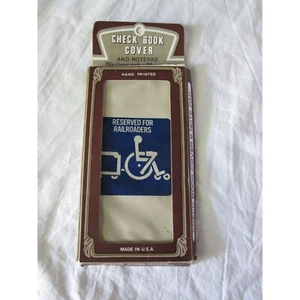 CHECK BOOK
COVER
AND NOTEPAD
HAND PRINTED
RESERVED FOR
RAILROADERS
MADE IN U.S.A.